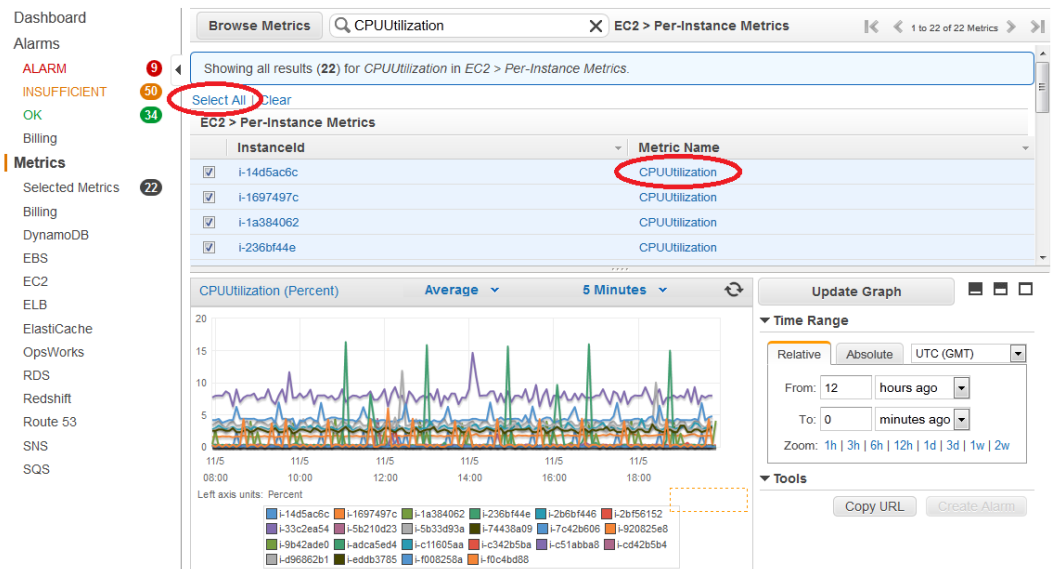 Dashboard
Alarms
ALARM 9
INSUFFICIENT 50
OK 34
Billing
Metrics
Selected Metrics 22
Billing
DynamoDB
EBS
EC2
ELB
ElastiCache
OpsWorks
RDS
Redshift
Route 53
SNS
SQS
Browse Metrics CPUUtilization X EC2 > Per-Instance Metrics 1 to 22 of 22 Metrics
Showing all results (22) for CPUUtilization in EC2 > Per-Instance Metrics.
Select All | Clear
EC2 > Per-Instance Metrics
InstanceId Metric Name
i-14d5ac6c CPUUtilization
i-1697497c CPUUtilization
i-1a384062 CPUUtilization
i-236bf44e CPUUtilization
CPUUtilization (Percent) Average 5 Minutes
20
15
10
5
0
11/5 11/5 11/5 11/5 11/5 11/5
08:00 10:00 12:00 14:00 16:00 18:00
Left axis units: Percent
i-14d5ac6c i-1697497c i-1a384062 i-236bf44e i-2b6bf446 i-2bf56152
i-33c2ea54 i-5b210d23 i-5b33d93a i-74438a09 i-7c42b606 i-920825e8
i-9b42ade0 i-adca5ed4 i-c11605aa i-c342b5ba i-c51abba8 i-cd42b5b4
i-d96862b1 i-eddb3785 i-f008258a i-f0c4bd88
Update Graph
Time Range
Relative Absolute UTC (GMT)
From: 12 hours ago
To: 0 minutes ago
Zoom: 1h | 3h | 6h | 12h | 1d | 3d | 1w | 2w
Tools
Copy URL Create Alarm